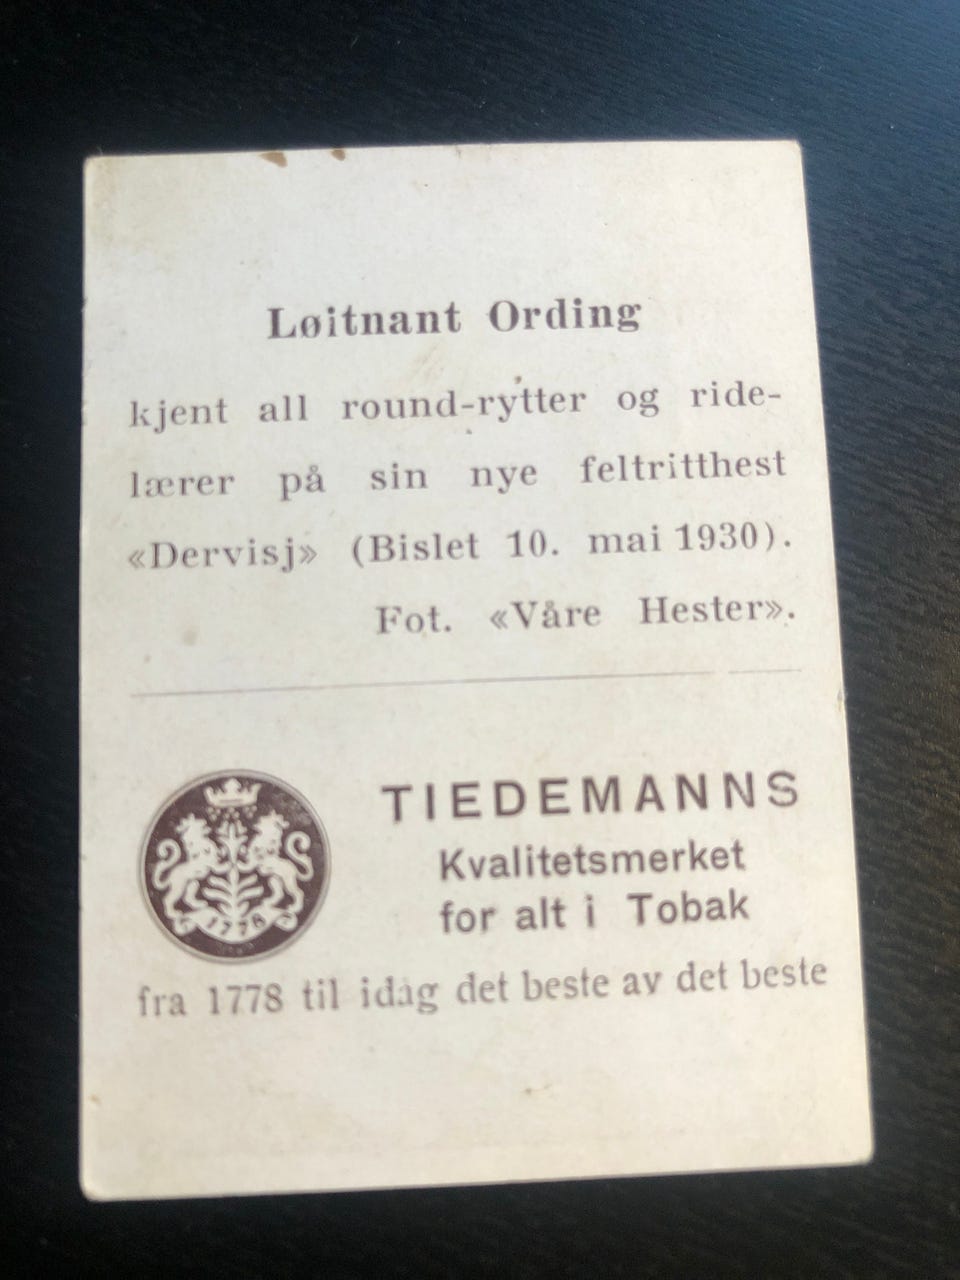 Løitnant Ording
kjent all round-rytter og ride-
lærer på sin nye feltritthest
«Dervisj» (Bislet 10. mai 1930).
Fot. «Våre Hester».
TIEDEMANNS
Kvalitetsmerket
for alt i Tobak
1778
fra 1778 til idag det beste av det beste